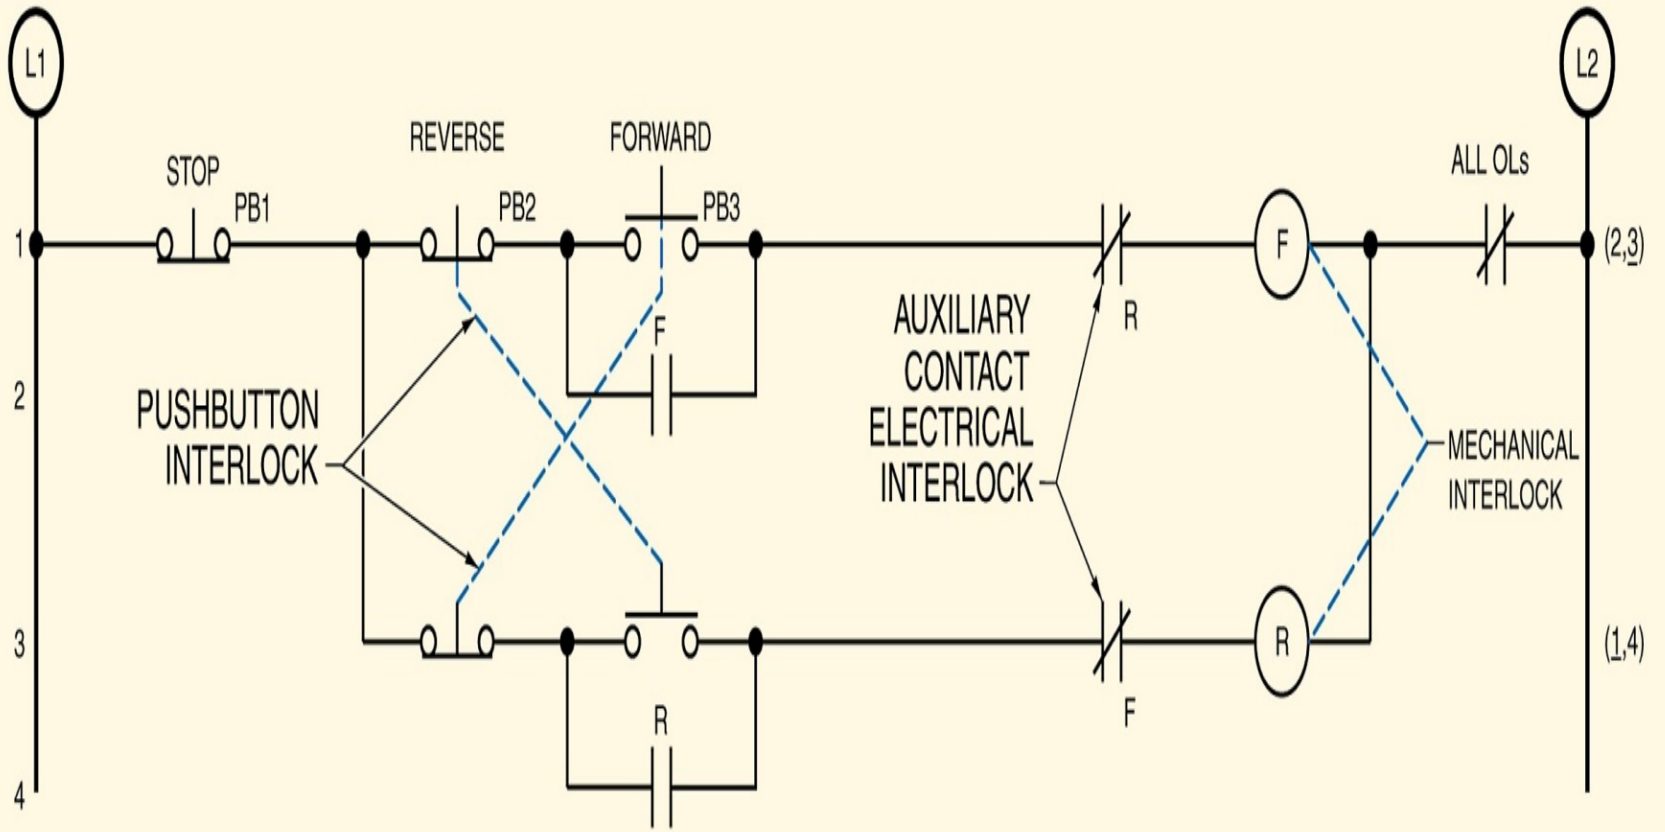 L1
L2
REVERSE
FORWARD
STOP
ALL OLs
PB1
PB2
PB3
1
F
(2,3)
R
F
AUXILIARY
CONTACT
ELECTRICAL
INTERLOCK
2
PUSHBUTTON
INTERLOCK
MECHANICAL
INTERLOCK
3
R
(1,4)
F
R
4